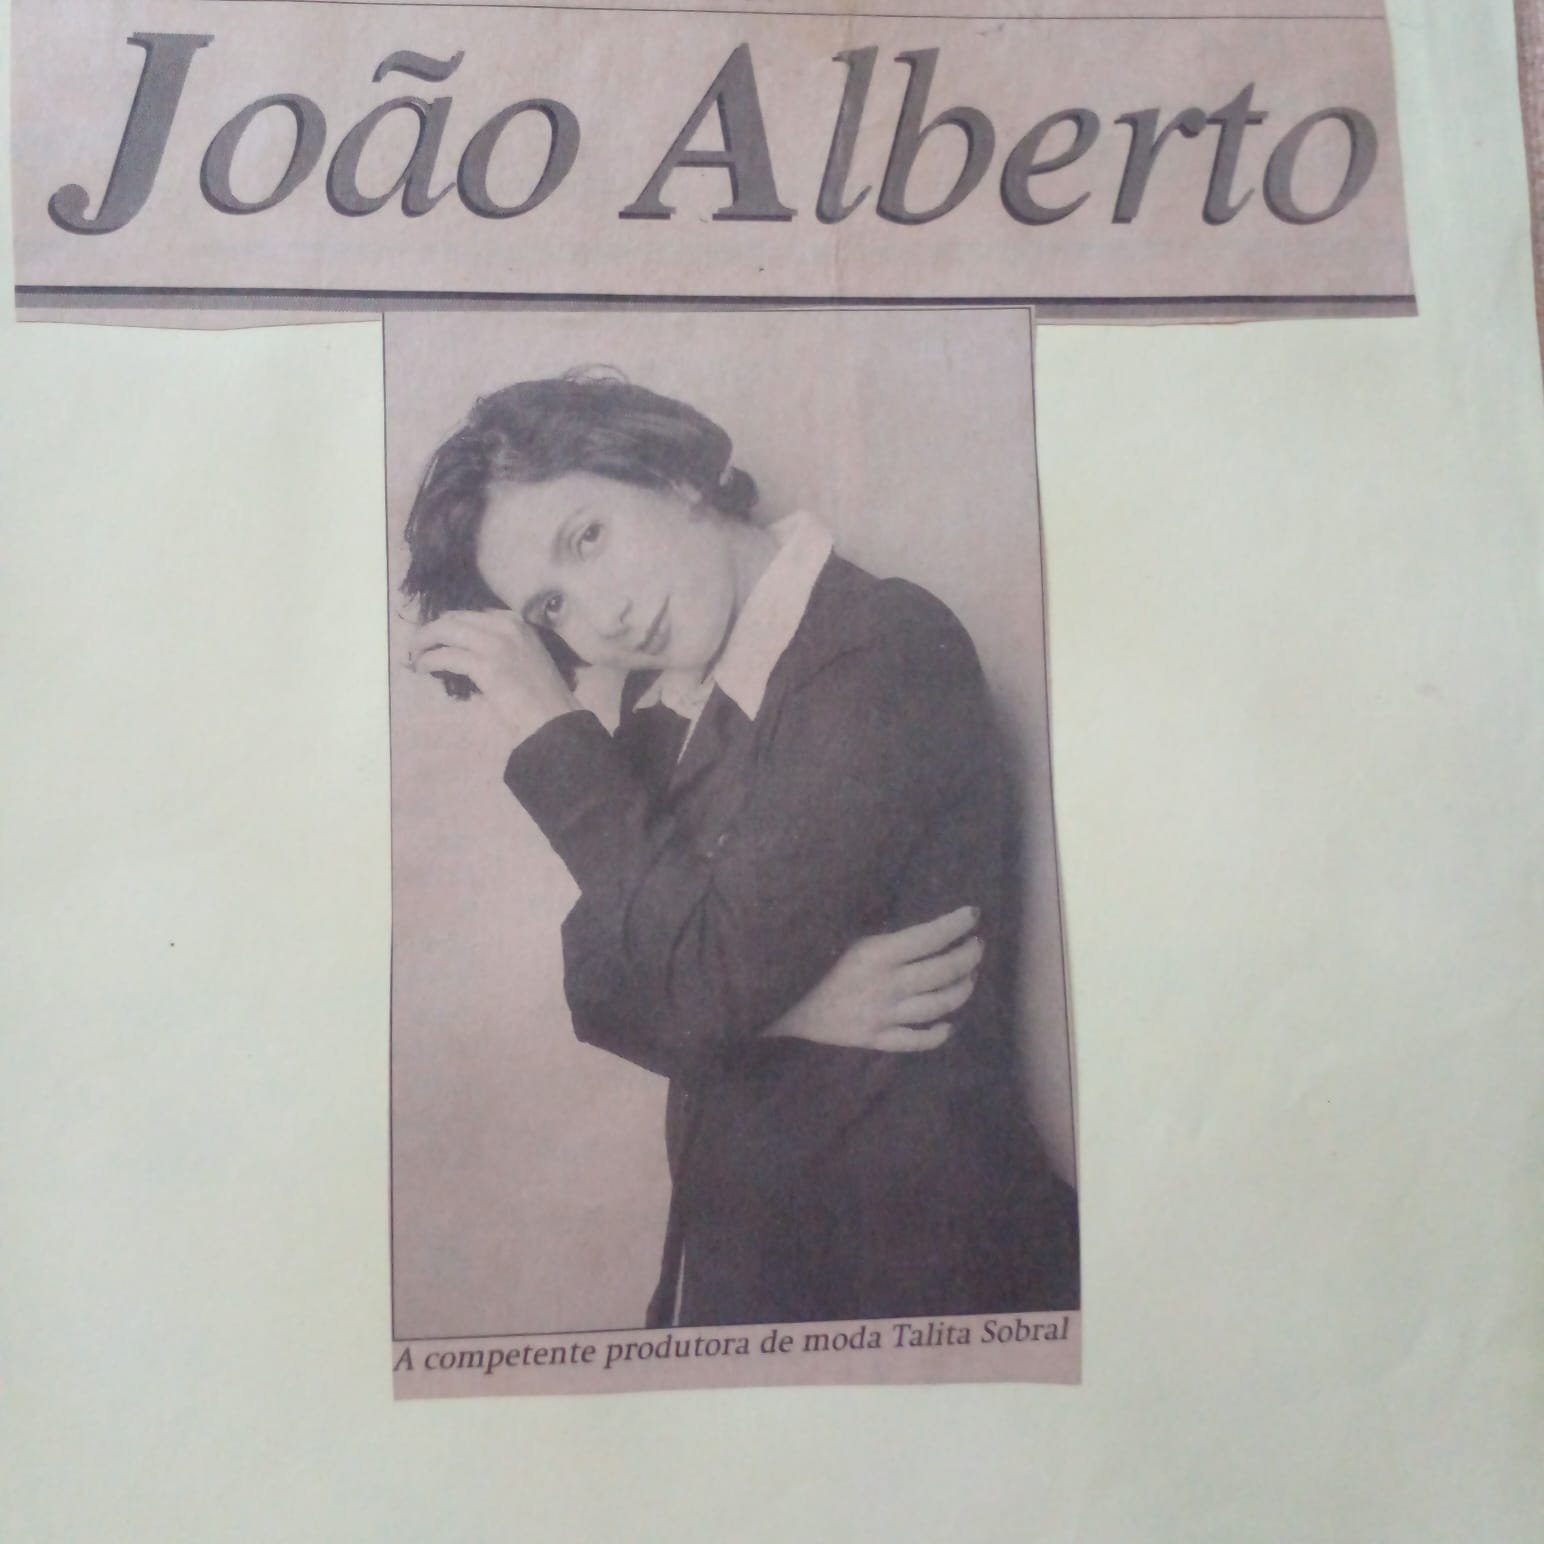 João Alberto
A competente produtora de moda Talita Sobral